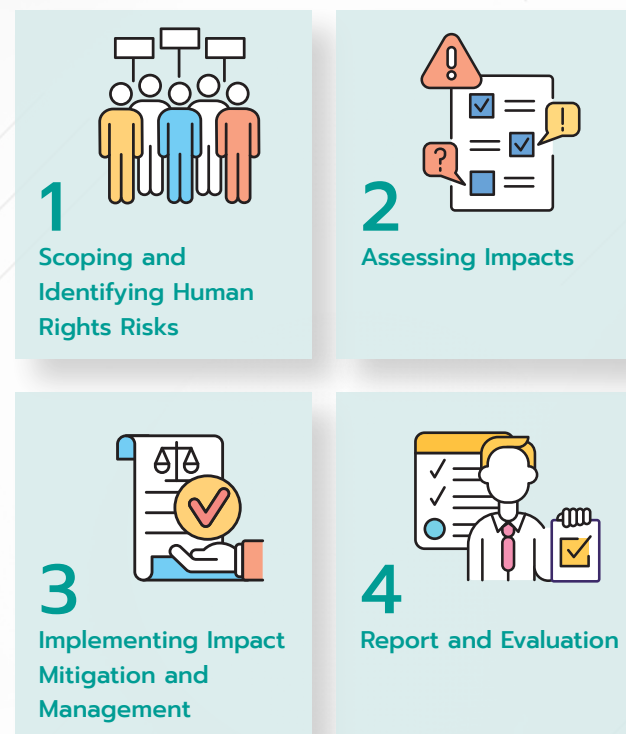 1
Scoping and
Identifying Human
Rights Risks
2
Assessing Impacts
3
Implementing Impact
Mitigation and
Management
4
Report and Evaluation